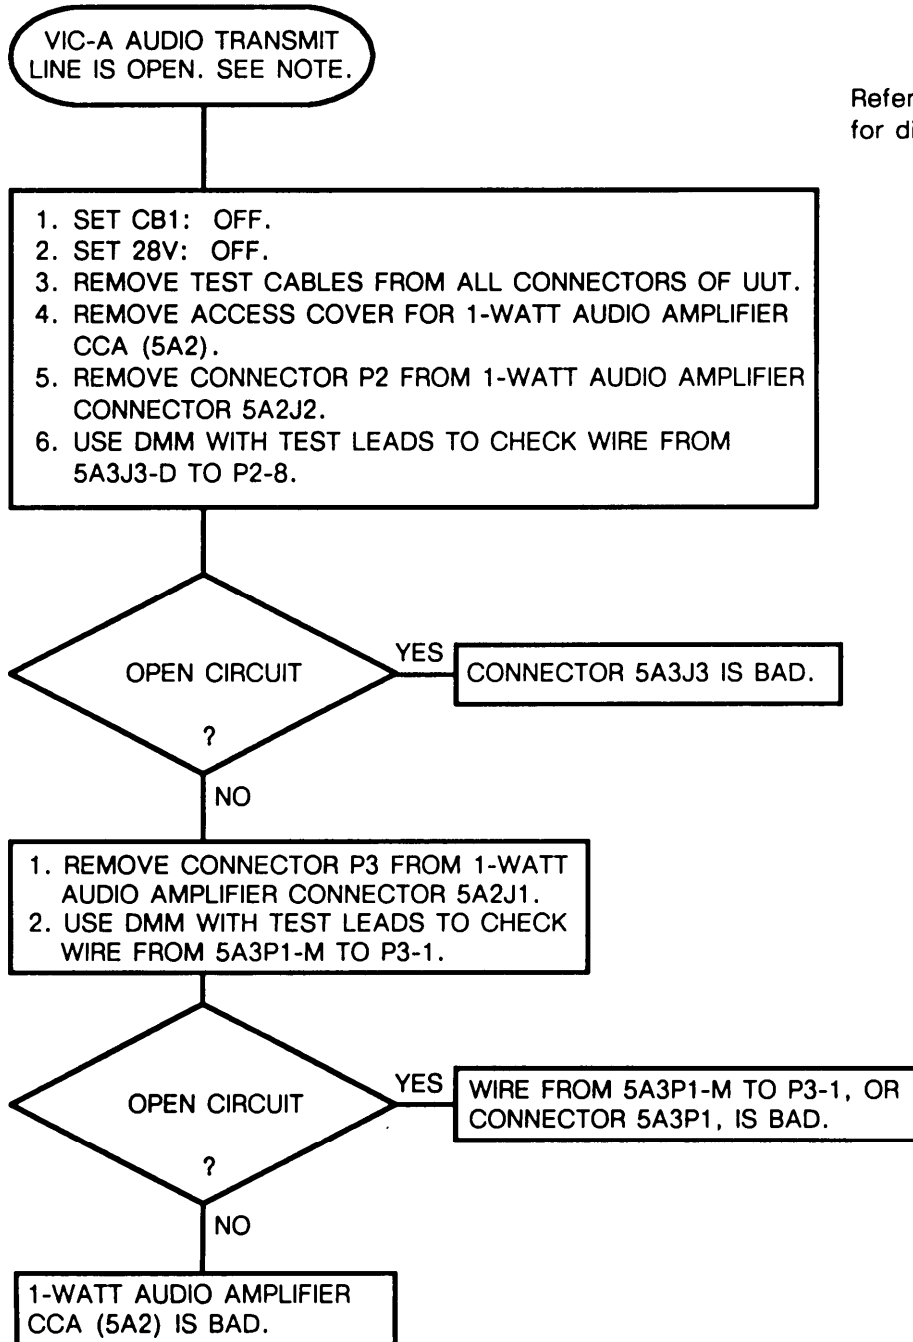 VIC-A AUDIO TRANSMIT
LINE IS OPEN. SEE NOTE.
Refer
for di
1. SET CB1: OFF.
2. SET 28V: OFF.
3. REMOVE TEST CABLES FROM ALL CONNECTORS OF UUT.
4. REMOVE ACCESS COVER FOR 1-WATT AUDIO AMPLIFIER
CCA (5A2).
5. REMOVE CONNECTOR P2 FROM 1-WATT AUDIO AMPLIFIER
CONNECTOR 5A2J2.
6. USE DMM WITH TEST LEADS TO CHECK WIRE FROM
5A3J3-D TO P2-8.
OPEN CIRCUIT
?
YES
CONNECTOR 5A3J3 IS BAD.
NO
1. REMOVE CONNECTOR P3 FROM 1-WATT
AUDIO AMPLIFIER CONNECTOR 5A2J1.
2. USE DMM WITH TEST LEADS TO CHECK
WIRE FROM 5A3P1-M TO P3-1.
OPEN CIRCUIT
?
YES
WIRE FROM 5A3P1-M TO P3-1, OR
CONNECTOR 5A3P1, IS BAD.
NO
1-WATT AUDIO AMPLIFIER
CCA (5A2) IS BAD.